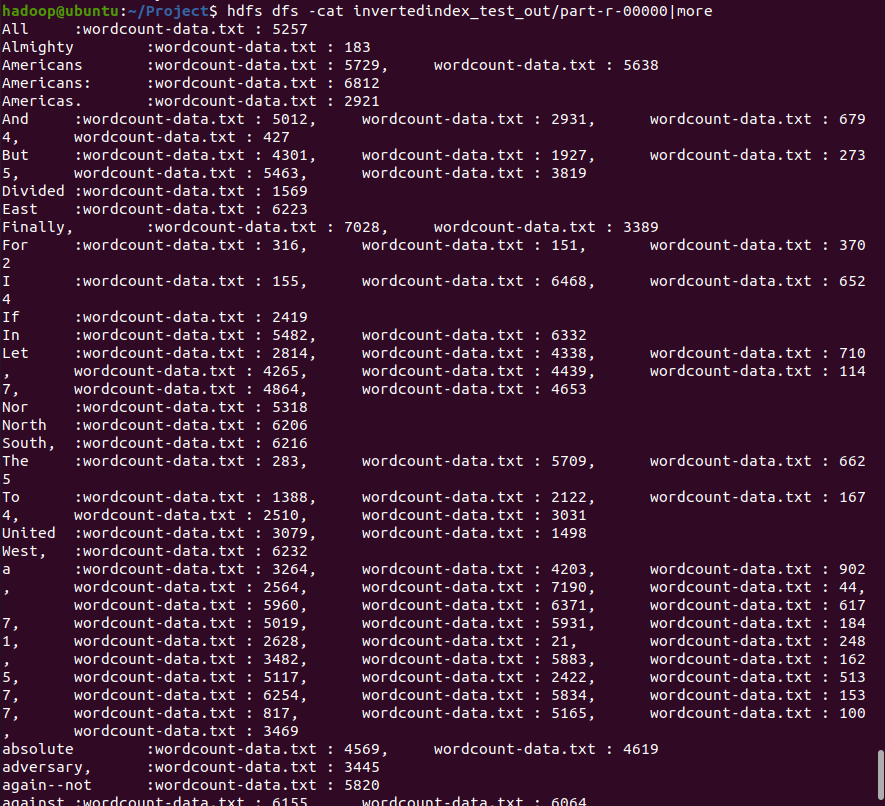 hadoop@ubuntu:~/Project$ hdfs dfs -cat invertedindex_test_out/part-r-00000|more
All     :wordcount-data.txt : 5257
Almighty        :wordcount-data.txt : 183
Americans       :wordcount-data.txt : 5729,     wordcount-data.txt : 5638
Americans:      :wordcount-data.txt : 6812
Americas.       :wordcount-data.txt : 2921
And     :wordcount-data.txt : 5012,     wordcount-data.txt : 2931,      wordcount-data.txt : 679
4,      wordcount-data.txt : 427
But     :wordcount-data.txt : 4301,     wordcount-data.txt : 1927,      wordcount-data.txt : 273
5,      wordcount-data.txt : 5463,      wordcount-data.txt : 3819
Divided :wordcount-data.txt : 1569
East    :wordcount-data.txt : 6223
Finally,        :wordcount-data.txt : 7028,     wordcount-data.txt : 3389
For     :wordcount-data.txt : 316,      wordcount-data.txt : 151,       wordcount-data.txt : 370
2
I       :wordcount-data.txt : 155,      wordcount-data.txt : 6468,      wordcount-data.txt : 652
4
If      :wordcount-data.txt : 2419
In      :wordcount-data.txt : 5482,     wordcount-data.txt : 6332
Let     :wordcount-data.txt : 2814,     wordcount-data.txt : 4338,      wordcount-data.txt : 710
,       wordcount-data.txt : 4265,      wordcount-data.txt : 4439,      wordcount-data.txt : 114
7,      wordcount-data.txt : 4864,      wordcount-data.txt : 4653
Nor     :wordcount-data.txt : 5318
North   :wordcount-data.txt : 6206
South,  :wordcount-data.txt : 6216
The     :wordcount-data.txt : 283,      wordcount-data.txt : 5709,      wordcount-data.txt : 662
5
To      :wordcount-data.txt : 1388,     wordcount-data.txt : 2122,      wordcount-data.txt : 167
4,      wordcount-data.txt : 2510,      wordcount-data.txt : 3031
United  :wordcount-data.txt : 3079,     wordcount-data.txt : 1498
West,   :wordcount-data.txt : 6232
a       :wordcount-data.txt : 3264,     wordcount-data.txt : 4203,      wordcount-data.txt : 902
,       wordcount-data.txt : 2564,      wordcount-data.txt : 7190,      wordcount-data.txt : 44,
        wordcount-data.txt : 5960,      wordcount-data.txt : 6371,      wordcount-data.txt : 617
7,      wordcount-data.txt : 5019,      wordcount-data.txt : 5931,      wordcount-data.txt : 184
1,      wordcount-data.txt : 2628,      wordcount-data.txt : 21,        wordcount-data.txt : 248
,       wordcount-data.txt : 3482,      wordcount-data.txt : 5883,      wordcount-data.txt : 162
5,      wordcount-data.txt : 5117,      wordcount-data.txt : 2422,      wordcount-data.txt : 513
7,      wordcount-data.txt : 6254,      wordcount-data.txt : 5834,      wordcount-data.txt : 153
7,      wordcount-data.txt : 817,       wordcount-data.txt : 5165,      wordcount-data.txt : 100
,       wordcount-data.txt : 3469
absolute        :wordcount-data.txt : 4569,     wordcount-data.txt : 4619
adversary,      :wordcount-data.txt : 3445
again--not      :wordcount-data.txt : 5820
against :wordcount-data.txt : 6155      wordcount-data.txt : 6064